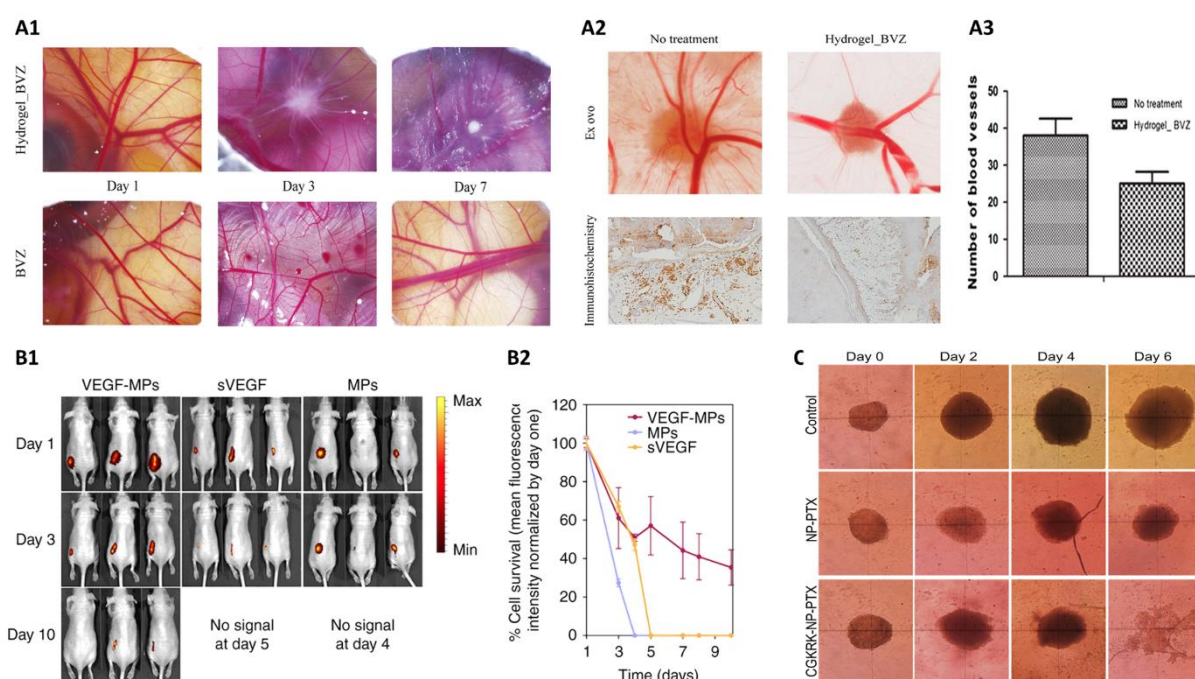 A1
Hydrogel_BVZ
Day 1
Day 3
Day 7
BVZ
A2
No treatment
Hydrogel_BVZ
Ex ovo
Immunohistochemistry
A3
Number of blood vessels
50
40
30
20
10
0
No treatment
Hydrogel_ BVZ
B1
VEGF-MPs
sVEGF
MPs
Day 1
Day 3
Day 10
No signal
at day 5
No signal
at day 4
Max
Min
B2
% Cell survival (mean fluorescence
intensity normalized by day one)
120
100
80
60
40
20
0
VEGF-MPs
MPs
sVEGF
1
3
5
7
9
Time (days)
C
Day 0
Day 2
Day 4
Day 6
Control
NP-PTX
CGKRK-NP-PTX